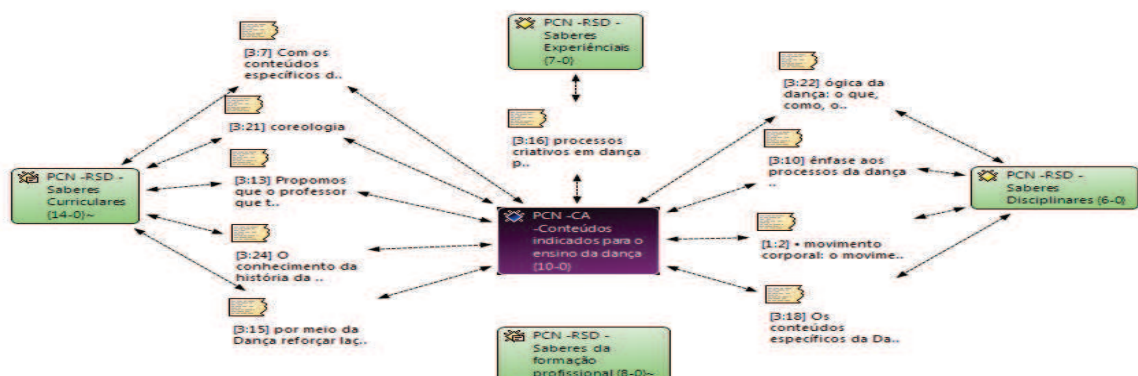 PCN -RSD -
Saberes
Experiênciais
(7-0)
[3:7] Com os
conteúdos
específicos d..
[3:22] ógica da
dança: o que,
como, o..
[3:21] coreologia
[3:16] processos
criativos em dança
p..
[3:10] ênfase aos
processos da dança
..
PCN -RSD -
Saberes
Curriculares
(14-0)~
[3:13] Propomos
que o professor
que t..
PCN -RSD -
Saberes
Disciplinares (6-0)
PCN -CA
-Conteúdos
indicados para o
ensino da dança
(10-0)
[3:24] O
conhecimento da
história da ..
[1:2] • movimento
corporal: o movime..
[3:15] por meio da
Dança reforçar laç..
[3:18] Os
conteúdos
específicos da Da..
PCN -RSD -
Saberes da
formação
profissional (8-0)~